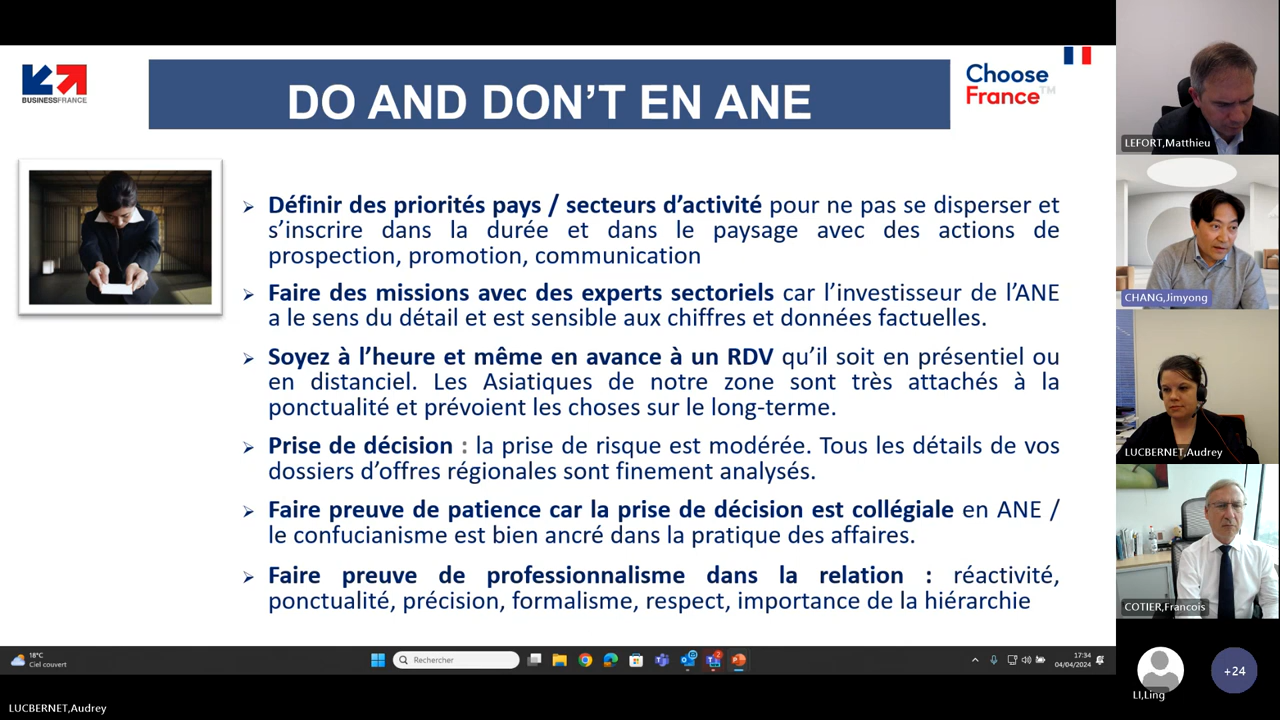 BUSINESSFRANCE
DO AND DON’T EN ANE
Choose
France™
➢ Définir des priorités pays / secteurs d’activité pour ne pas se disperser et
s’inscrire dans la durée et dans le paysage avec des actions de
prospection, promotion, communication
➢ Faire des missions avec des experts sectoriels car l’investisseur de l’ANE
a le sens du détail et est sensible aux chiffres et données factuelles.
➢ Soyez à l’heure et même en avance à un RDV qu’il soit en présentiel ou
en distanciel. Les Asiatiques de notre zone sont très attachés à la
ponctualité et prévoient les choses sur le long-terme.
➢ Prise de décision : la prise de risque est modérée. Tous les détails de vos
dossiers d’offres régionales sont finement analysés.
➢ Faire preuve de patience car la prise de décision est collégiale en ANE /
le confucianisme est bien ancré dans la pratique des affaires.
➢ Faire preuve de professionnalisme dans la relation : réactivité,
ponctualité, précision, formalisme, respect, importance de la hiérarchie
18°C
Ciel couvert
Rechercher
17:34
04/04/2024
LUCBERNET,Audrey
LEFORT,Matthieu
CHANG,Jimyong
LUCBERNET,Audrey
COTIER,Francois
LI,Ling
+24